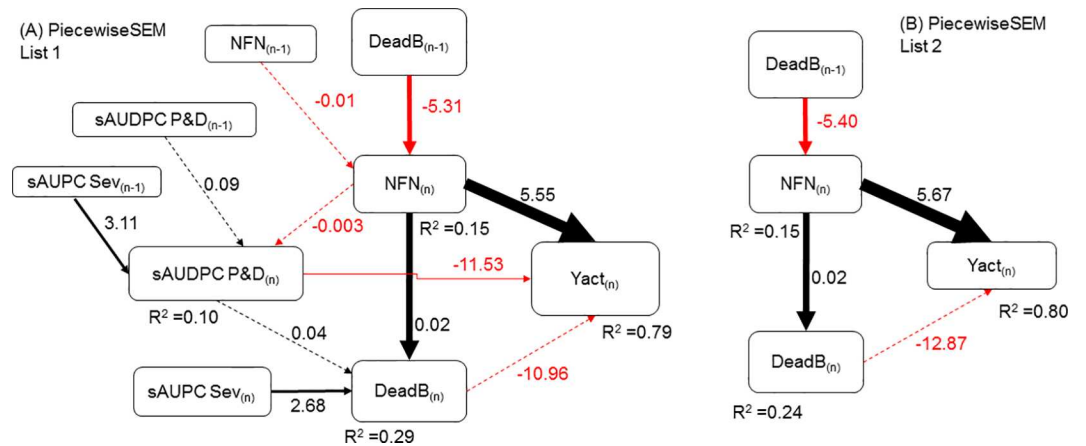 (A) PiecewiseSEM
List 1
NFN(n-1)
DeadB(n-1)
-0.01
-5.31
sAUDPC P&D(n-1)
sAUPC Sev(n-1)
0.09
3.11
NFN(n)
R² =0.15
5.55
-0.003
sAUDPC P&D(n)
R² =0.10
-11.53
Yact(n)
R² =0.79
0.04
0.02
-10.96
sAUPC Sev(n)
2.68
DeadB(n)
R² =0.29
(B) PiecewiseSEM
List 2
DeadB(n-1)
-5.40
NFN(n)
R² =0.15
5.67
Yact(n)
R² =0.80
0.02
-12.87
DeadB(n)
R² =0.24